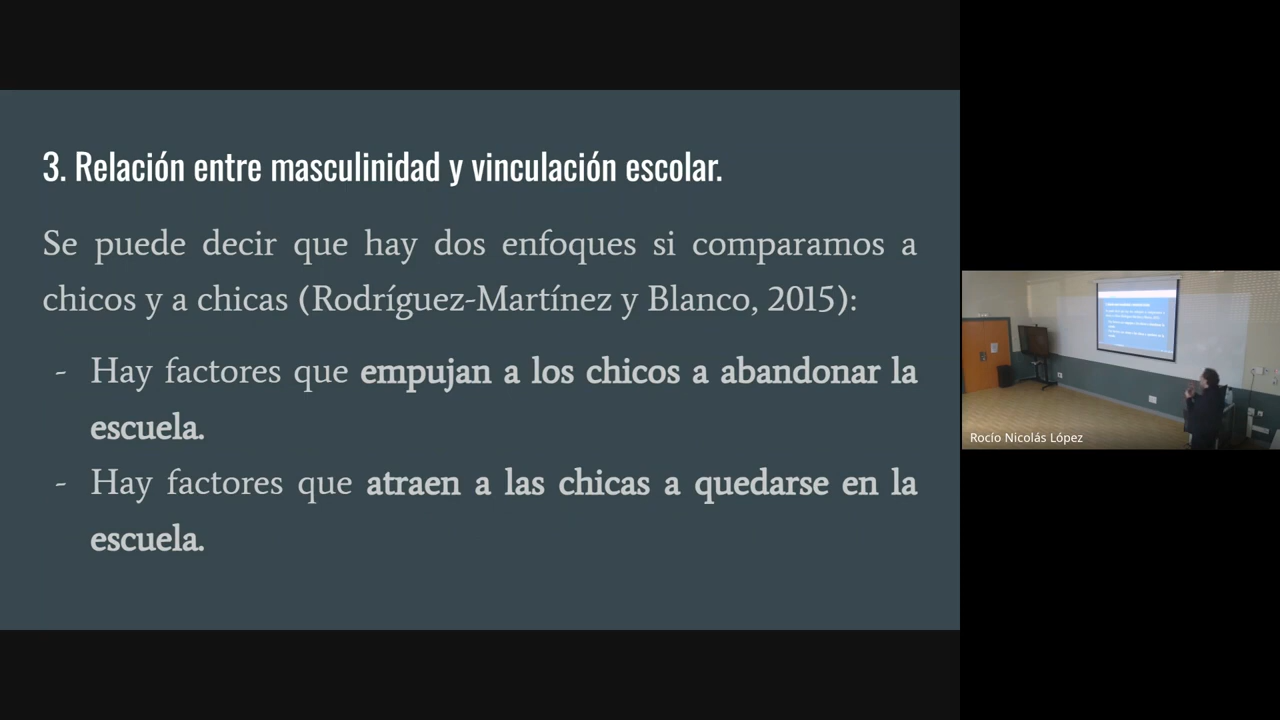 3. Relación entre masculinidad y vinculación escolar.
Se puede decir que hay dos enfoques si comparamos a
chicos y a chicas (Rodríguez-Martínez y Blanco, 2015):
- Hay factores que empujan a los chicos a abandonar la
escuela.
- Hay factores que atraen a las chicas a quedarse en la
escuela.
Rocío Nicolás López